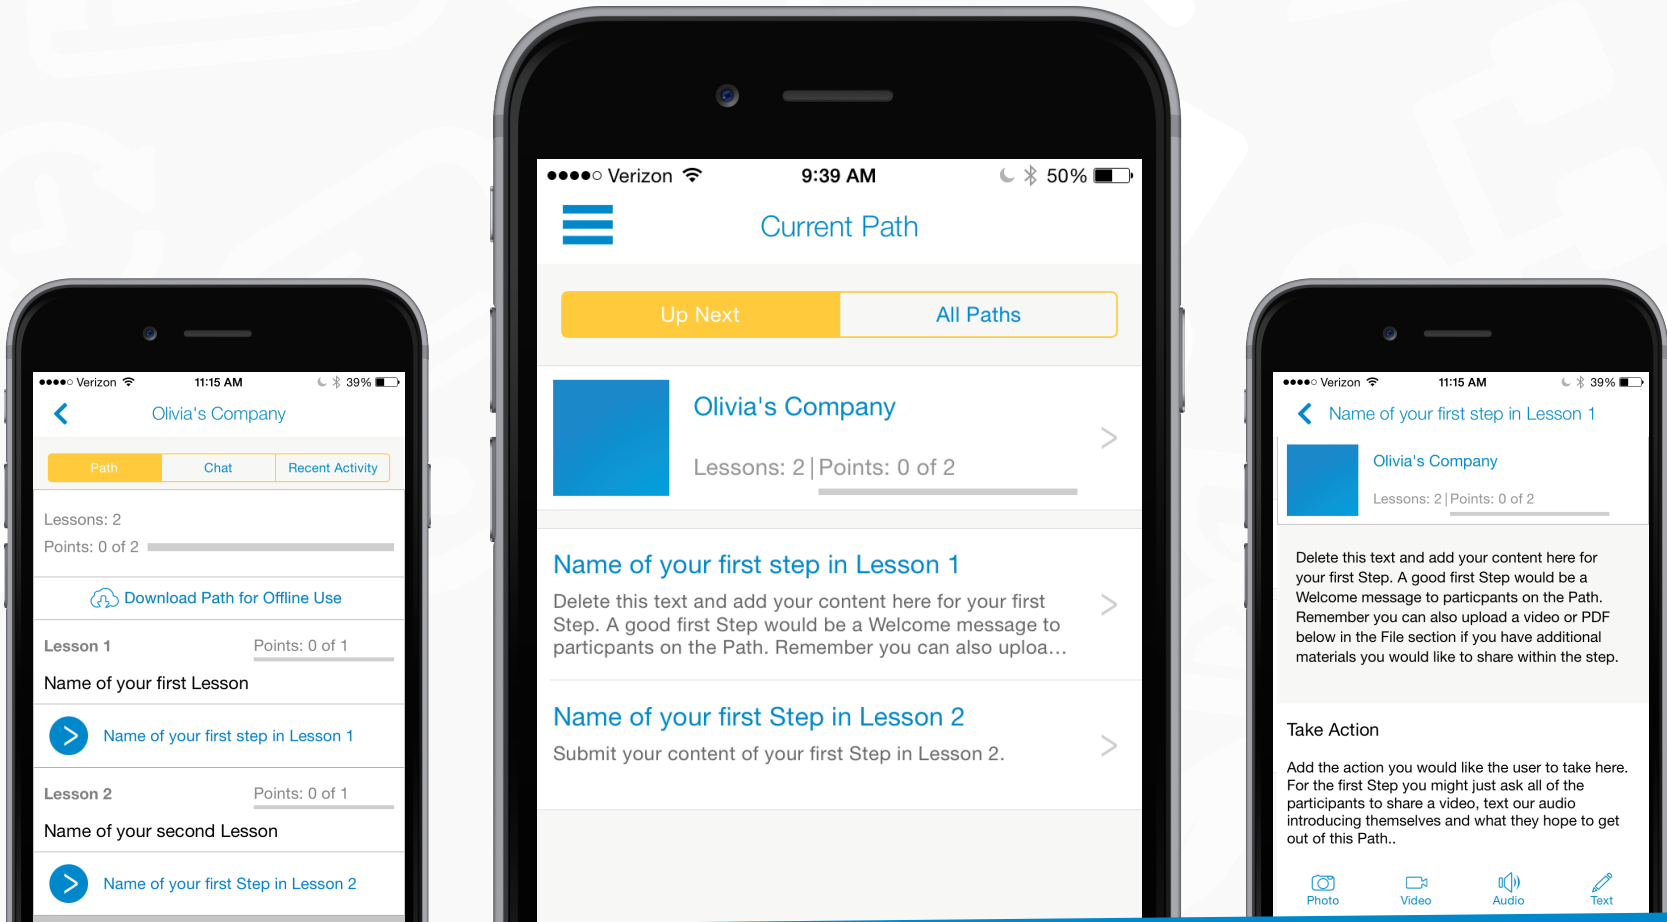 Verizon 11:15 AM 39%
Olivia's Company
Path Chat Recent Activity
Lessons: 2
Points: 0 of 2
Download Path for Offline Use
Lesson 1 Points: 0 of 1
Name of your first Lesson
Name of your first step in Lesson 1
Lesson 2 Points: 0 of 1
Name of your second Lesson
Name of your first Step in Lesson 2
Verizon 9:39 AM 50%
Current Path
Up Next All Paths
Olivia's Company
Lessons: 2|Points: 0 of 2
Name of your first step in Lesson 1
Delete this text and add your content here for your first
Step. A good first Step would be a Welcome message to
particpants on the Path. Remember you can also uploa...
Name of your first Step in Lesson 2
Submit your content of your first Step in Lesson 2.
Verizon 11:15 AM 39%
Name of your first step in Lesson 1
Olivia's Company
Lessons: 2|Points: 0 of 2
Delete this text and add your content here for
your first Step. A good first Step would be a
Welcome message to particpants on the Path.
Remember you can also upload a video or PDF
below in the File section if you have additional
materials you would like to share within the step.
Take Action
Add the action you would like the user to take here.
For the first Step you might just ask all of the
participants to share a video, text our audio
introducing themselves and what they hope to get
out of this Path..
Photo Video Audio Text